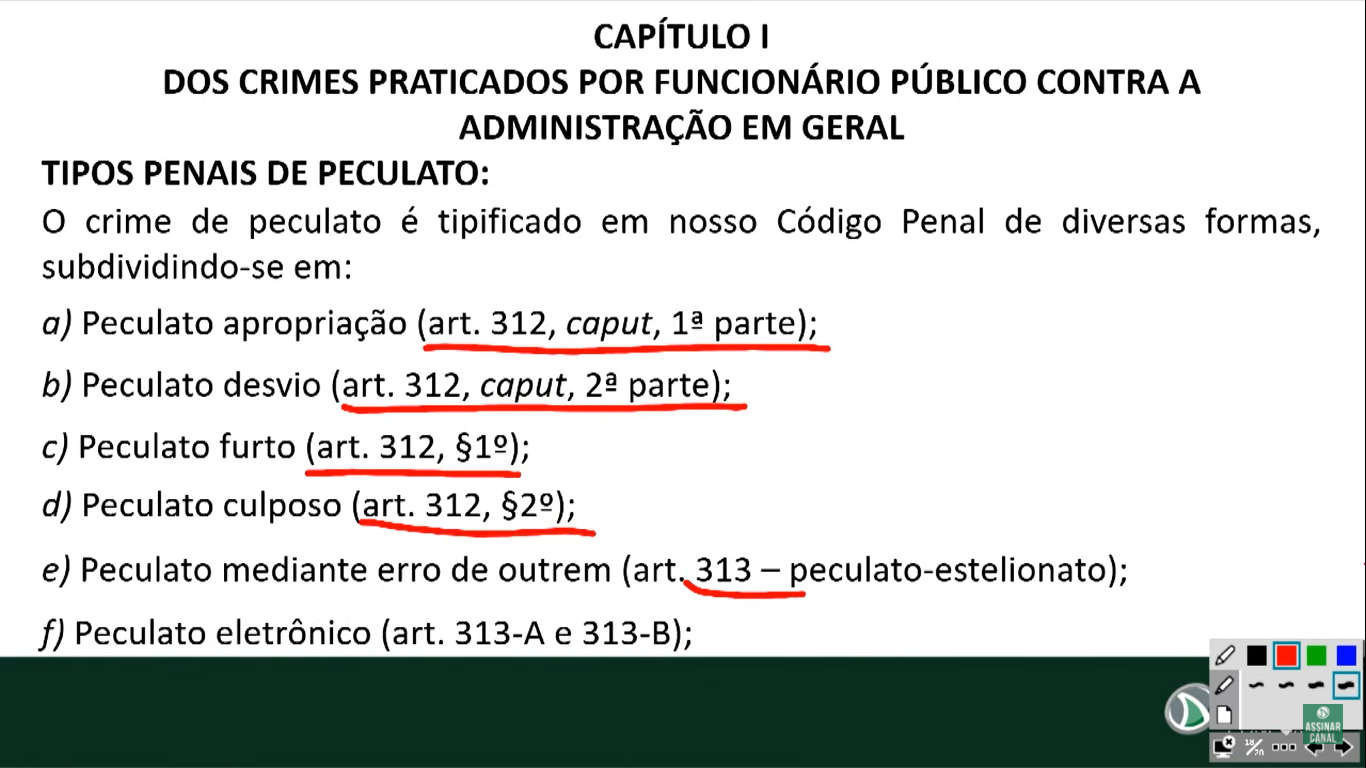 CAPÍTULO I
DOS CRIMES PRATICADOS POR FUNCIONÁRIO PÚBLICO CONTRA A
ADMINISTRAÇÃO EM GERAL
TIPOS PENAIS DE PECULATO:
O crime de peculato é tipificado em nosso Código Penal de diversas formas,
subdividindo-se em:
a) Peculato apropriação (art. 312, caput, 1ª parte);
b) Peculato desvio (art. 312, caput, 2ª parte);
c) Peculato furto (art. 312, §1º);
d) Peculato culposo (art. 312, §2º);
e) Peculato mediante erro de outrem (art. 313 – peculato-estelionato);
f) Peculato eletrônico (art. 313-A e 313-B);
ASSINAR
CANAL
18/20